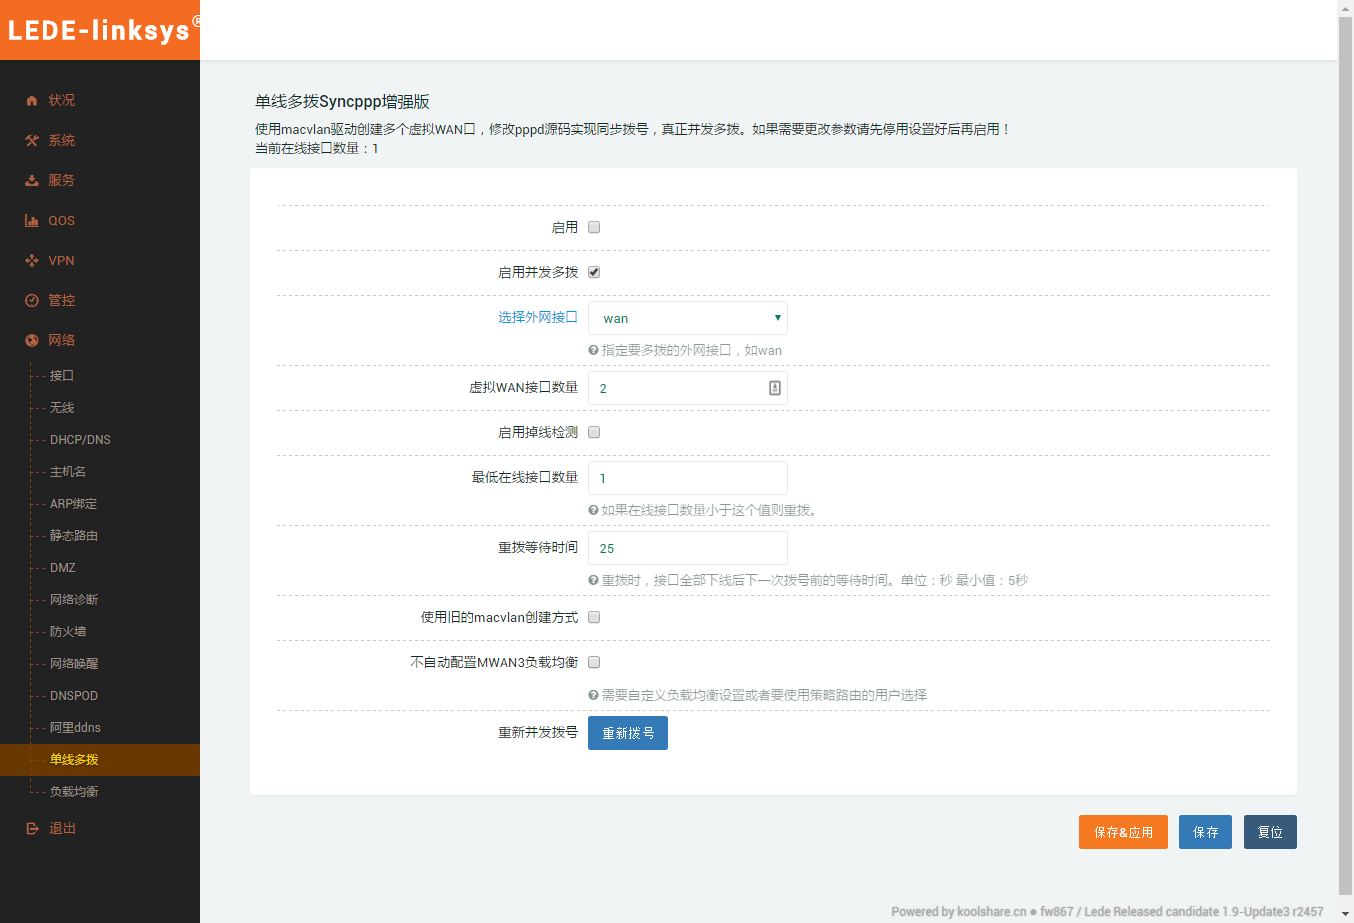 LEDE-linksys®
状况
系统
服务
QOS
VPN
管控
网络
接口
无线
DHCP/DNS
主机名
ARP绑定
静态路由
DMZ
网络诊断
防火墙
网络唤醒
DNSPOD
阿里ddns
单线多拨
负载均衡
退出
单线多拨Syncppp增强版
使用macvlan驱动创建多个虚拟WAN口，修改pppd源码实现同步拨号，真正并发多拨。如果需要更改参数请先停用设置好后再启用！
当前在线接口数量：1
启用
启用并发多拨
选择外网接口 wan
指定要多拨的外网接口，如wan
虚拟WAN接口数量 2
启用掉线检测
最低在线接口数量 1
如果在线接口数量小于这个值则重拨。
重拨等待时间 25
重拨时，接口全部下线后下一次拨号前的等待时间。单位：秒 最小值：5秒
使用旧的macvlan创建方式
不自动配置MWAN3负载均衡
需要自定义负载均衡设置或者要使用策略路由的用户选择
重新并发拨号 重新拨号
保存&应用 保存 复位
Powered by koolshare.cn ● fw867 / Lede Released candidate 1.9-Update3 r2457